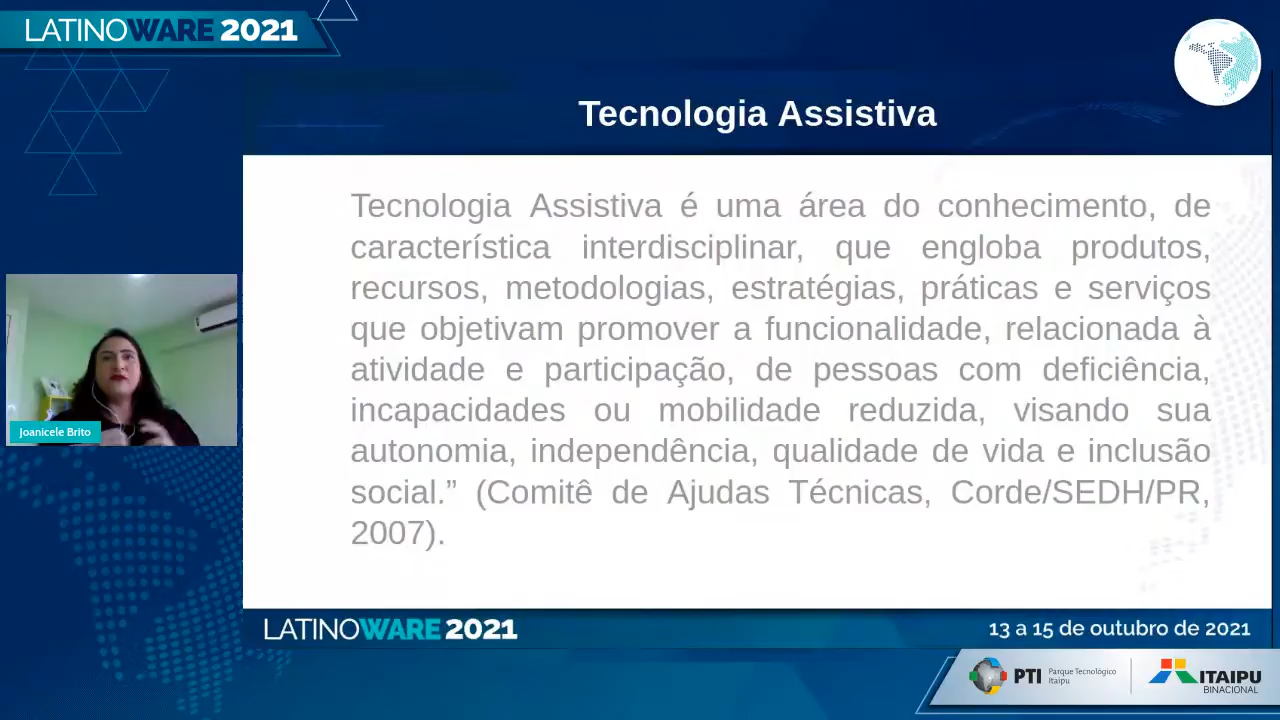 LATINOWARE 2021
Tecnologia Assistiva
Tecnologia Assistiva é uma área do conhecimento, de
característica interdisciplinar, que engloba produtos,
recursos, metodologias, estratégias, práticas e serviços
que objetivam promover a funcionalidade, relacionada à
atividade e participação, de pessoas com deficiência,
incapacidades ou mobilidade reduzida, visando sua
autonomia, independência, qualidade de vida e inclusão
social.” (Comitê de Ajudas Técnicas, Corde/SEDH/PR,
2007).
Joanicele Brito
LATINOWARE 2021
13 a 15 de outubro de 2021
PTI
Parque Tecnológico
Itaipu
ITAIPU
BINACIONAL